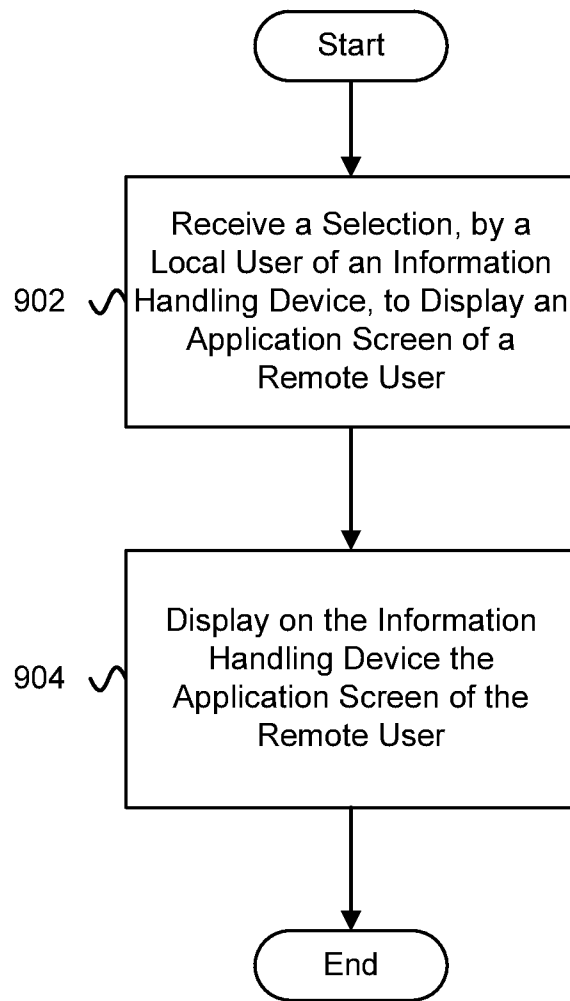 Start
Receive a Selection, by a
Local User of an Information
902 Handling Device, to Display an
Application Screen of a
Remote User
Display on the Information
Handling Device the
904 Application Screen of the
Remote User
End